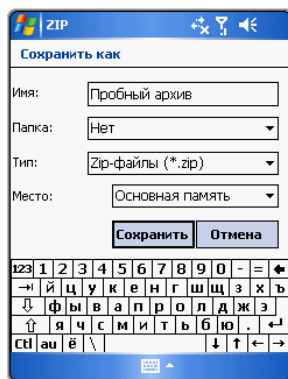 ZIP
Сохранить как
Имя: Пробный архив
Папка: Нет
Тип: Zip-файлы (*.zip)
Место: Основная память
Сохранить Отмена
123 1 2 3 4 5 6 7 8 9 0 - =
й ц у к е н г ш щ з х ъ
ф ы в а п р о л д ж э
я ч с м и т ь б ю .
Ctl au ё \